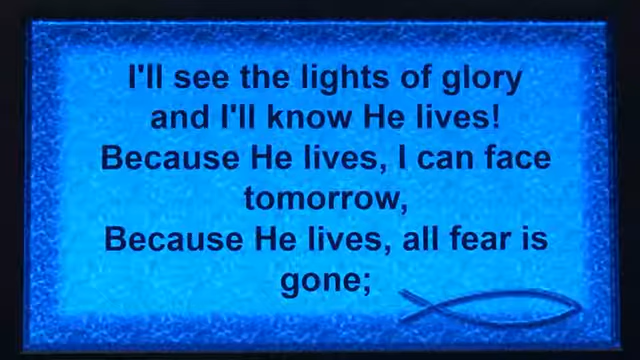 I'll see the lights of glory
and I'll know He lives!
Because He lives, I can face
tomorrow,
Because He lives, all fear is
gone;